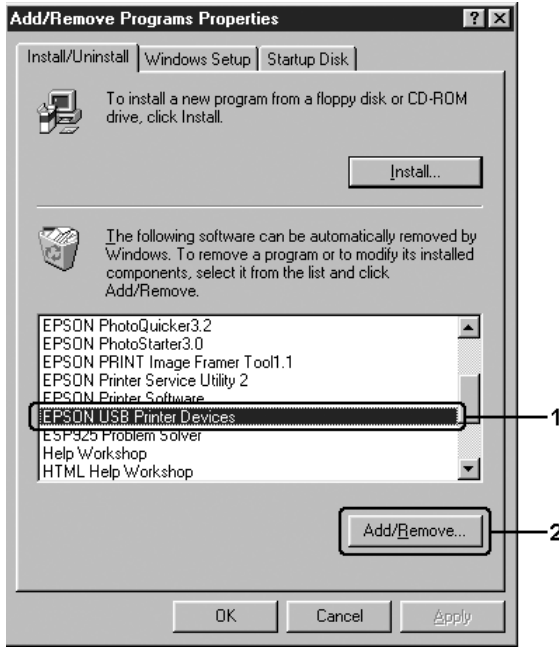 Add/Remove Programs Properties
Install/Uninstall
Windows Setup
Startup Disk
To install a new program from a floppy disk or CD-ROM
drive, click Install.
Install...
The following software can be automatically removed by
Windows. To remove a program or to modify its installed
components, select it from the list and click
Add/Remove.
EPSON PhotoQuicker3.2
EPSON PhotoStarter3.0
EPSON PRINT Image Framer Tool1.1
EPSON Printer Service Utility 2
EPSON Printer Software
EPSON USB Printer Devices
1
ESP925 Problem Solver
Help Workshop
HTML Help Workshop
Add/Remove...
2
OK
Cancel
Apply